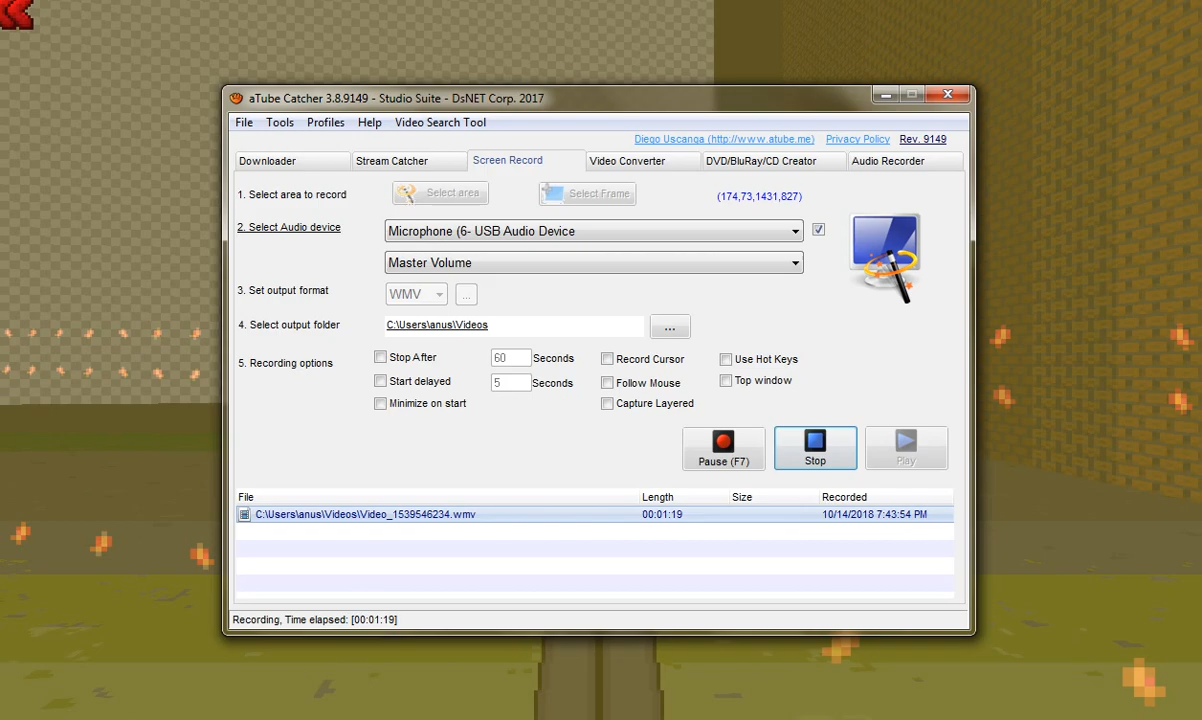 aTube Catcher 3.8.9149 - Studio Suite - DsNET Corp. 2017
File Tools Profiles Help Video Search Tool
Diego Uscanga (http://www.atube.me) Privacy Policy Rev. 9149
Downloader Stream Catcher Screen Record Video Converter DVD/BluRay/CD Creator Audio Recorder
1. Select area to record Select area Select Frame (174,73,1431,827)
2. Select Audio device Microphone (6- USB Audio Device
Master Volume
3. Set output format WMV ...
4. Select output folder C:\Users\anus\Videos ...
5. Recording options Stop After 60 Seconds Record Cursor Use Hot Keys
Start delayed 5 Seconds Follow Mouse Top window
Minimize on start Capture Layered
Pause (F7) Stop Play
File Length Size Recorded
C:\Users\anus\Videos\Video_1539546234.wmv 00:01:19 10/14/2018 7:43:54 PM
Recording, Time elapsed: [00:01:19]